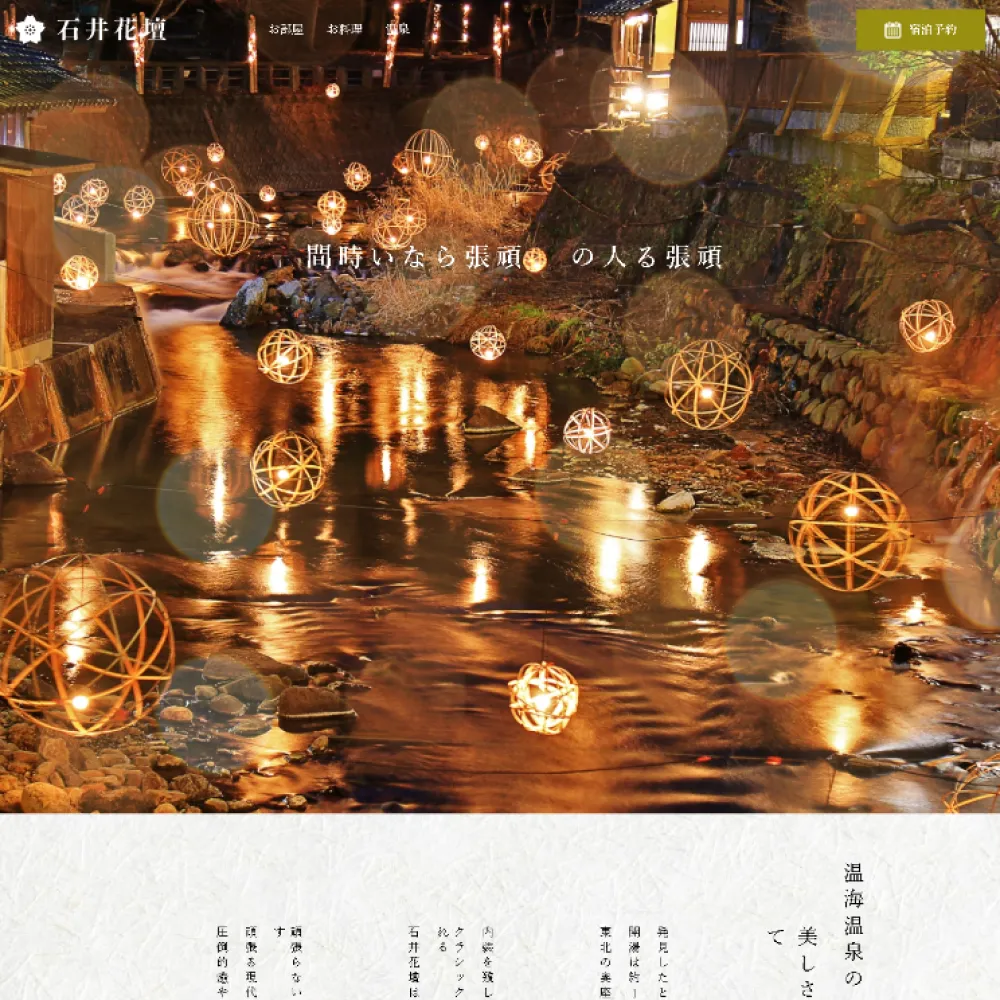 石井花壇
お部屋
お料理
温泉
宿泊予約
間時いなら張頑 の人る張頑
温海温泉の
美しさ
て
発見したと
開湯は約1
東北の奥座
内装を残し
クラシック
れる
石井花壇は
頑張らない
す
頑張る現代
圧倒的癒や